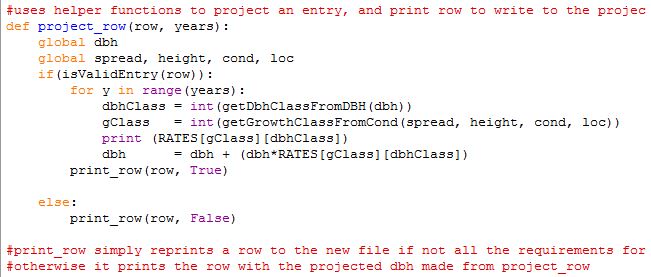 #uses helper functions to project an entry, and print row to write to the projec
def project_row(row, years):
    global dbh
    global spread, height, cond, loc
    if(isValidEntry(row)):
        for y in range(years):
            dbhClass = int(getDbhClassFromDBH(dbh))
            gClass   = int(getGrowthClassFromCond(spread, height, cond, loc))
            print (RATES[gClass][dbhClass])
            dbh      = dbh + (dbh*RATES[gClass][dbhClass])
        print_row(row, True)
    else:
        print_row(row, False)
#print_row simply reprints a row to the new file if not all the requirements for
#otherwise it prints the row with the projected dbh made from project_row